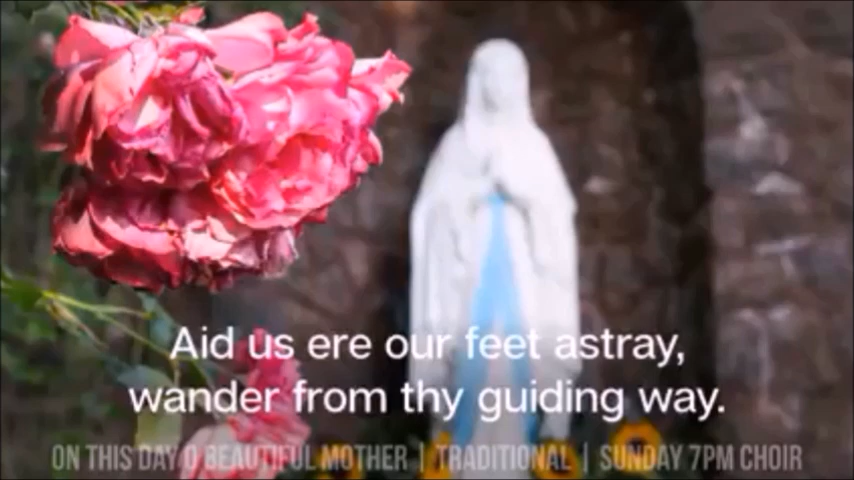 Aid us ere our feet astray,
wander from thy guiding way.
ON THIS DAY O BEAUTIFUL MOTHER | TRADITIONAL | SUNDAY 7PM CHOIR